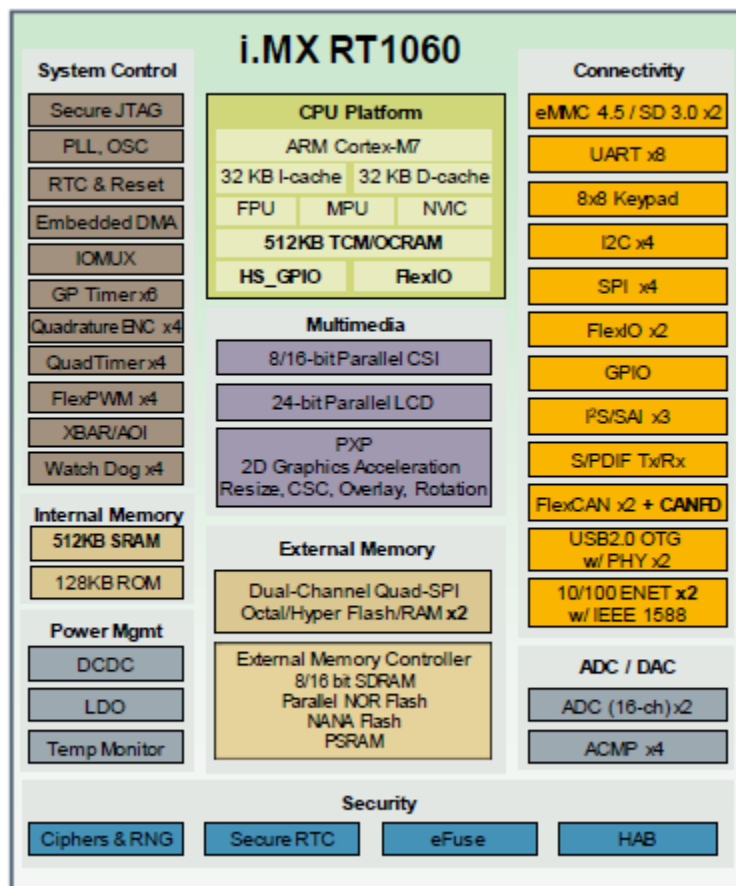 i.MX RT1060
System Control
Secure JTAG
PLL, OSC
RTC & Reset
Embedded DMA
IOMUX
GP Timer x6
Quadrature ENC x4
QuadTimer x4
FlexPWM x4
XBAR/AOI
Watch Dog x4
Internal Memory
512KB SRAM
128KB ROM
Power Mgmt
DCDC
LDO
Temp Monitor
CPU Platform
ARM Cortex-M7
32 KB I-cache 32 KB D-cache
FPU MPU NVIC
512KB TCM/OCRAM
HS_GPIO FlexIO
Multimedia
8/16-bit Parallel CSI
24-bit Parallel LCD
PXP
2D Graphics Acceleration
Resize, CSC, Overlay, Rotation
External Memory
Dual-Channel Quad-SPI
Octal/Hyper Flash/RAM x2
External Memory Controller
8/16 bit SDRAM
Parallel NOR Flash
NANA Flash
PSRAM
Connectivity
eMMC 4.5 / SD 3.0 x2
UART x8
8x8 Keypad
I2C x4
SPI x4
FlexIO x2
GPIO
I²S/SAI x3
S/PDIF Tx/Rx
FlexCAN x2 + CANFD
USB2.0 OTG
w/ PHY x2
10/100 ENET x2
w/ IEEE 1588
ADC / DAC
ADC (16-ch) x2
ACMP x4
Security
Ciphers & RNG
Secure RTC
eFuse
HAB